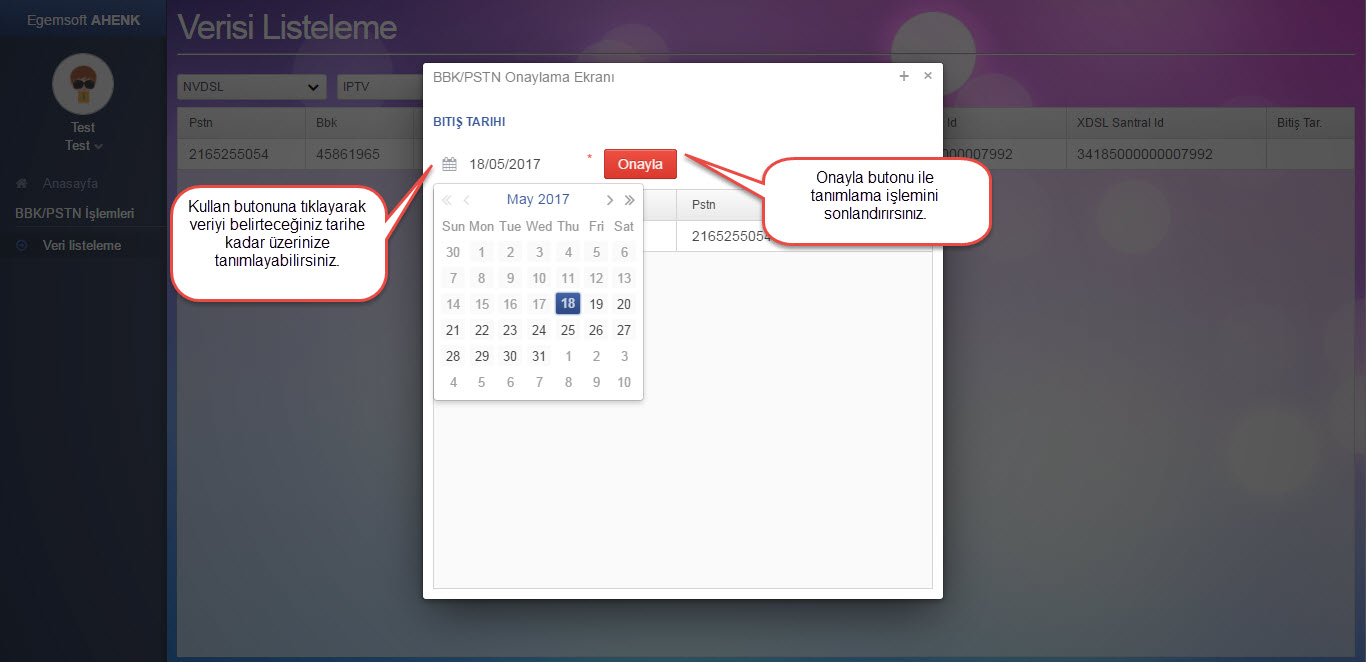 Egemsoft AHENK
Test
Test
Anasayfa
BBK/PSTN İşlemleri
Veri listeleme
Verisi Listeleme
NVDSL
IPTV
Pstn
Bbk
Id
XDSL Santral Id
Bitiş Tar.
2165255054
45861965
00000007992
34185000000007992
BBK/PSTN Onaylama Ekranı
BITIŞ TARIHI
18/05/2017
*
Onayla
Pstn
2165255054
May 2017
Sun Mon Tue Wed Thu Fri Sat
30 1 2 3 4 5 6
7 8 9 10 11 12 13
14 15 16 17 18 19 20
21 22 23 24 25 26 27
28 29 30 31 1 2 3
4 5 6 7 8 9 10
Kullan butonuna tıklayarak
veriyi belirteceğiniz tarihe
kadar üzerinize
tanımlayabilirsiniz.
Onayla butonu ile
tanımlama işlemini
sonlandırırsınız.